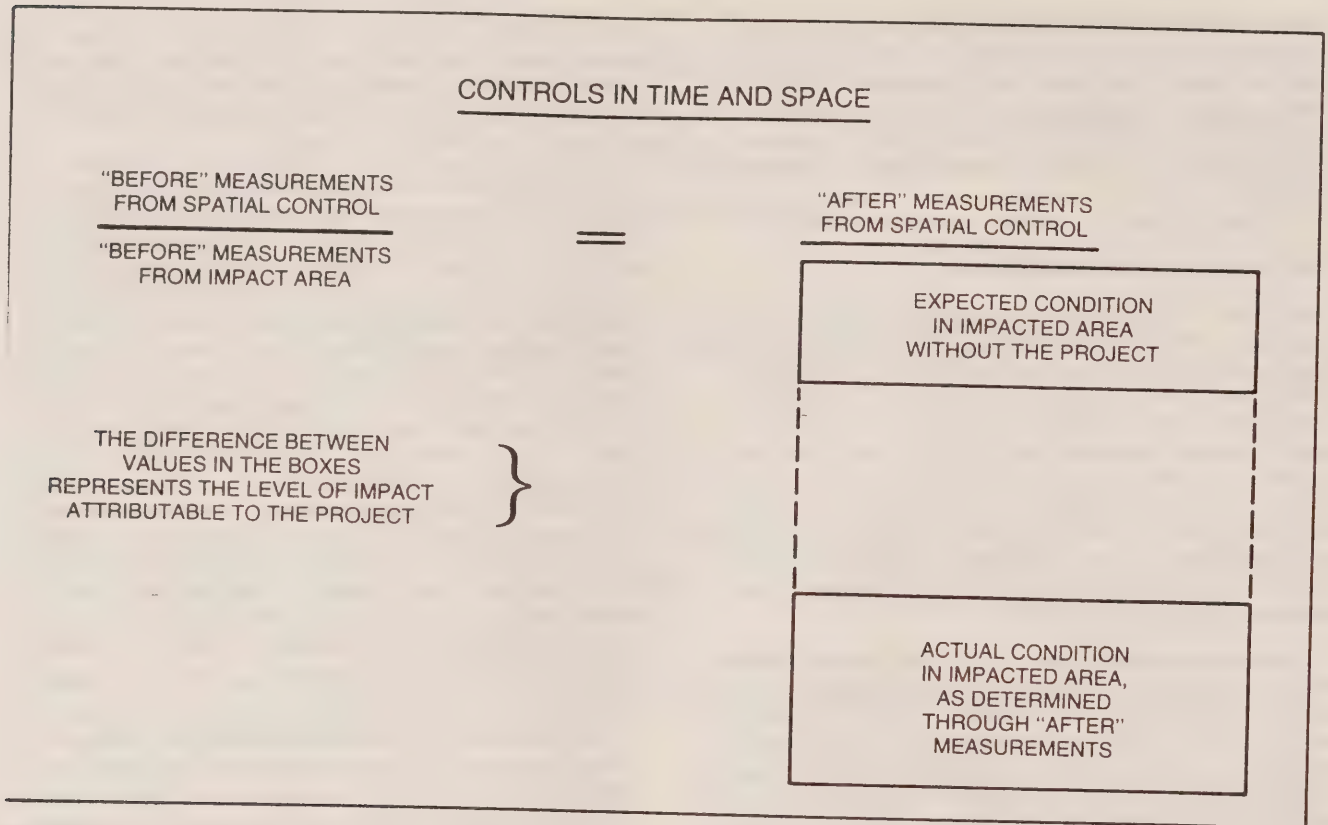 CONTROLS IN TIME AND SPACE
"BEFORE" MEASUREMENTS
FROM SPATIAL CONTROL
"BEFORE" MEASUREMENTS
FROM IMPACT AREA
=
"AFTER" MEASUREMENTS
FROM SPATIAL CONTROL
EXPECTED CONDITION
IN IMPACTED AREA
WITHOUT THE PROJECT
THE DIFFERENCE BETWEEN
VALUES IN THE BOXES
REPRESENTS THE LEVEL OF IMPACT
ATTRIBUTABLE TO THE PROJECT
}
ACTUAL CONDITION
IN IMPACTED AREA,
AS DETERMINED
THROUGH "AFTER"
MEASUREMENTS